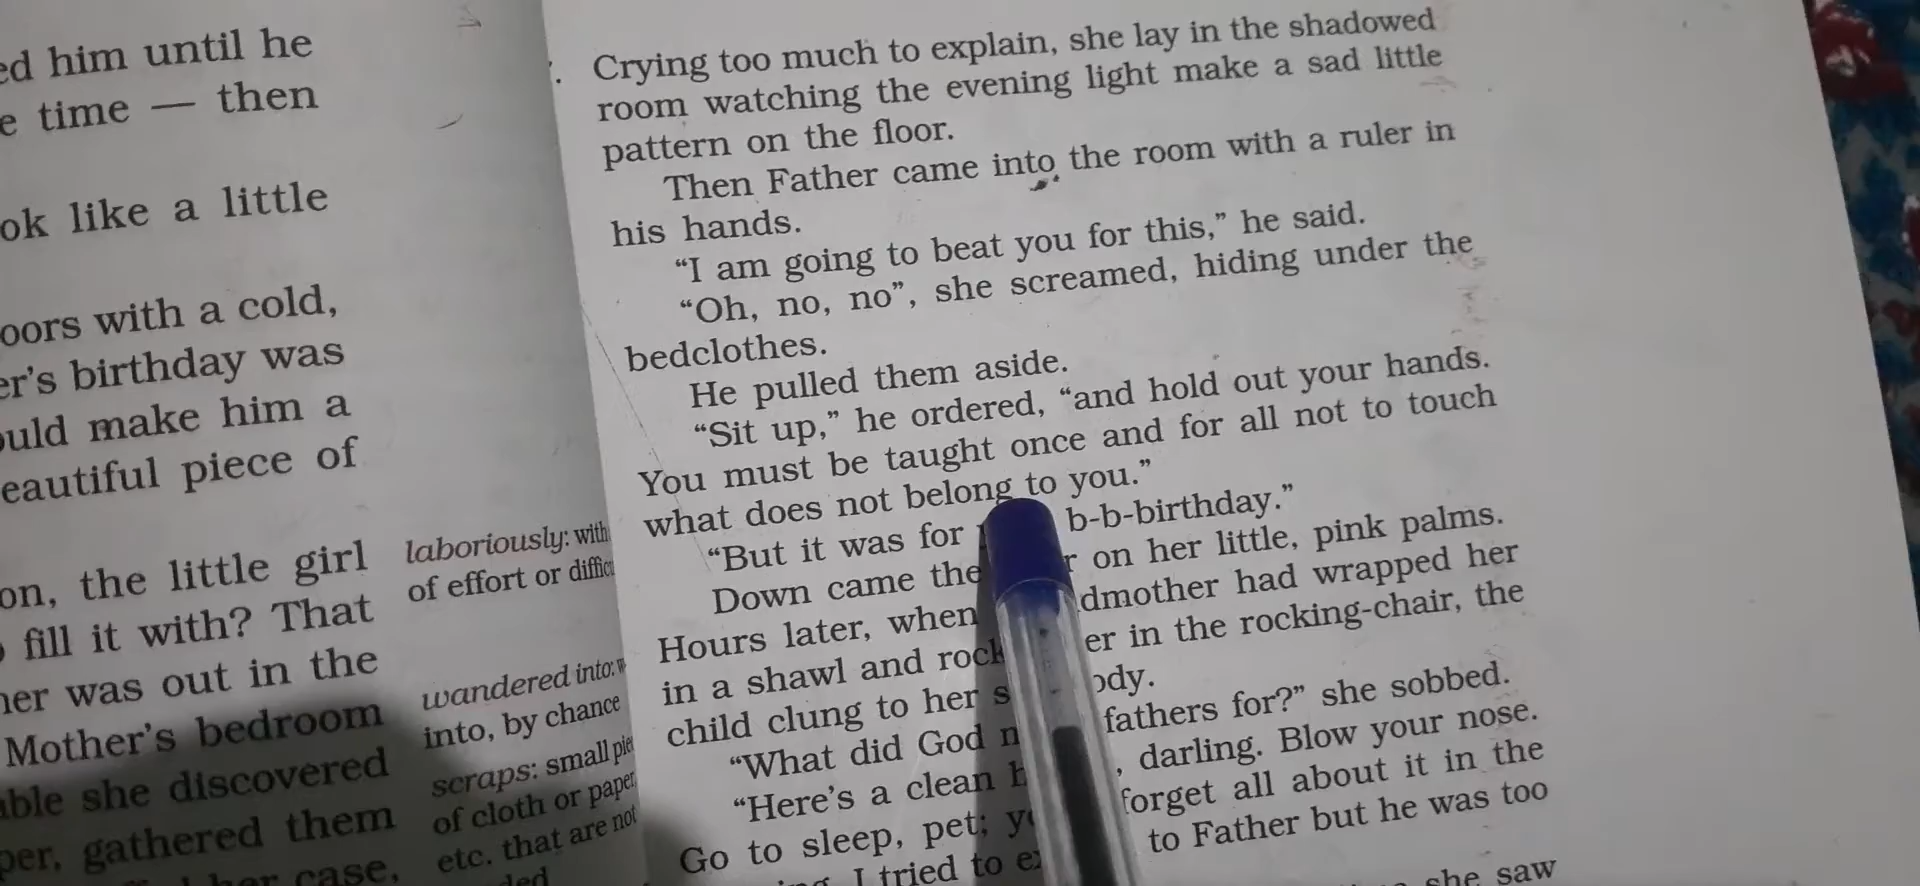 ed him until he
e time — then
ok like a little
oors with a cold,
er's birthday was
ould make him a
eautiful piece of
on, the little girl
fill it with? That
her was out in the
Mother's bedroom
able she discovered
per, gathered them
her case,
laboriously: with
of effort or diffic
wandered into: w
into, by chance
scraps: small pie
of cloth or paper,
etc. that are not
ded
Crying too much to explain, she lay in the shadowed
room watching the evening light make a sad little
pattern on the floor.
Then Father came into the room with a ruler in
his hands.
“I am going to beat you for this,” he said.
“Oh, no, no”, she screamed, hiding under the
bedclothes.
He pulled them aside.
“Sit up,” he ordered, “and hold out your hands.
You must be taught once and for all not to touch
what does not belong to you.”
“But it was for b-b-birthday.”
Down came the r on her little, pink palms.
Hours later, when dmother had wrapped her
in a shawl and rock er in the rocking-chair, the
child clung to her s ody.
“What did God m fathers for?” she sobbed.
“Here's a clean h , darling. Blow your nose.
Go to sleep, pet; y forget all about it in the
I tried to ex to Father but he was too
she saw